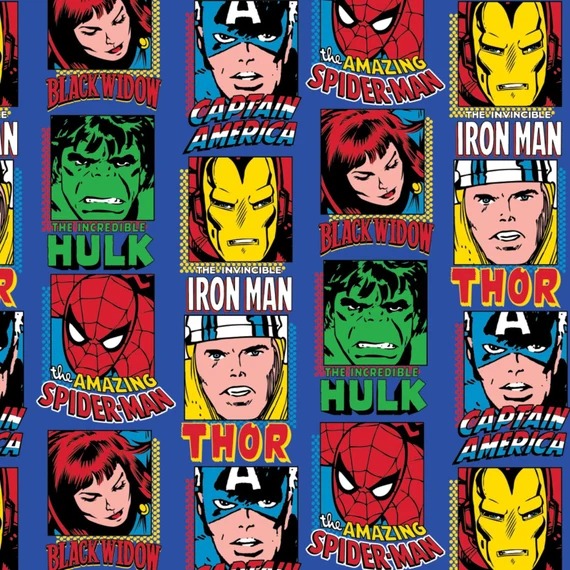 BLACK WIDOW
THE INCREDIBLE
HULK
the AMAZING
SPIDER-MAN
BLACK WIDOW
A
CAPTAIN
AMERICA
THE INVINCIBLE
IRON MAN
THOR
A
CAPTAIN
the AMAZING
SPIDER-MAN
BLACK WIDOW
THE INCREDIBLE
HULK
the AMAZING
SPIDER-MAN
THE INVINCIBLE
IRON MAN
THOR
A
CAPTAIN
AMERICA